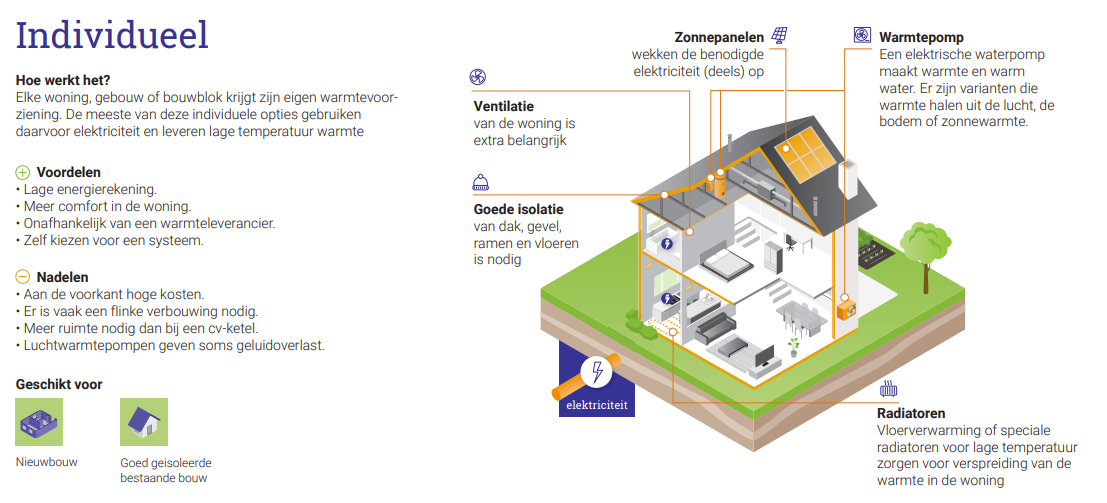 Individueel
Hoe werkt het?
Elke woning, gebouw of bouwblok krijgt zijn eigen warmtevoor-
ziening. De meeste van deze individuele opties gebruiken
daarvoor elektriciteit en leveren lage temperatuur warmte
Voordelen
• Lage energierekening.
• Meer comfort in de woning.
• Onafhankelijk van een warmteleverancier.
• Zelf kiezen voor een systeem.
Nadelen
• Aan de voorkant hoge kosten.
• Er is vaak een flinke verbouwing nodig.
• Meer ruimte nodig dan bij een cv-ketel.
• Luchtwarmtepompen geven soms geluidoverlast.
Geschikt voor
Nieuwbouw
Goed geisoleerde
bestaande bouw
Zonnepanelen
wekken de benodigde
elektriciteit (deels) op
Warmtepomp
Een elektrische waterpomp
maakt warmte en warm
water. Er zijn varianten die
warmte halen uit de lucht, de
bodem of zonnewarmte.
Ventilatie
van de woning is
extra belangrijk
Goede isolatie
van dak, gevel,
ramen en vloeren
is nodig
elektriciteit
Radiatoren
Vloerverwarming of speciale
radiatoren voor lage temperatuur
zorgen voor verspreiding van de
warmte in de woning